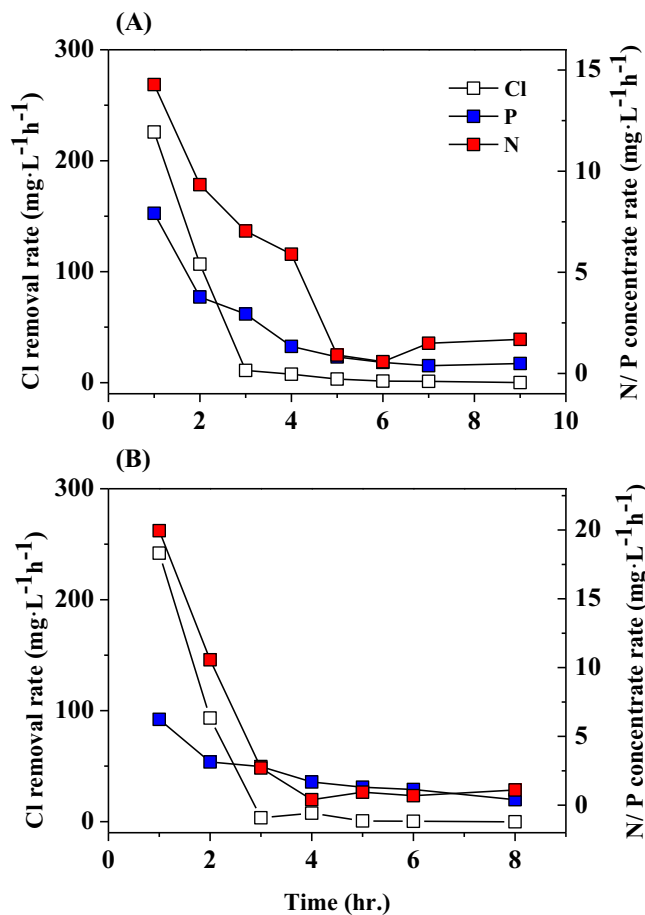 (A)
300
200
100
0
Cl removal rate (mg·L⁻¹h⁻¹)
Cl
P
N
15
10
5
0
N/ P concentrate rate (mg·L⁻¹h⁻¹)
0 2 4 6 8 10
(B)
300
200
100
0
Cl removal rate (mg·L⁻¹h⁻¹)
20
15
10
5
0
N/ P concentrate rate (mg·L⁻¹h⁻¹)
0 2 4 6 8
Time (hr.)